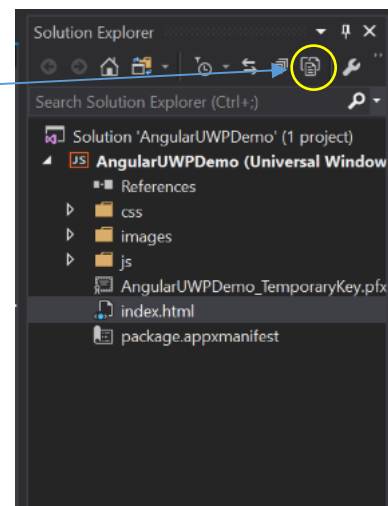 Solution Explorer
Search Solution Explorer (Ctrl+;)
Solution 'AngularUWPDemo' (1 project)
JS AngularUWPDemo (Universal Window
References
css
images
js
AngularUWPDemo_TemporaryKey.pfx
index.html
package.appxmanifest